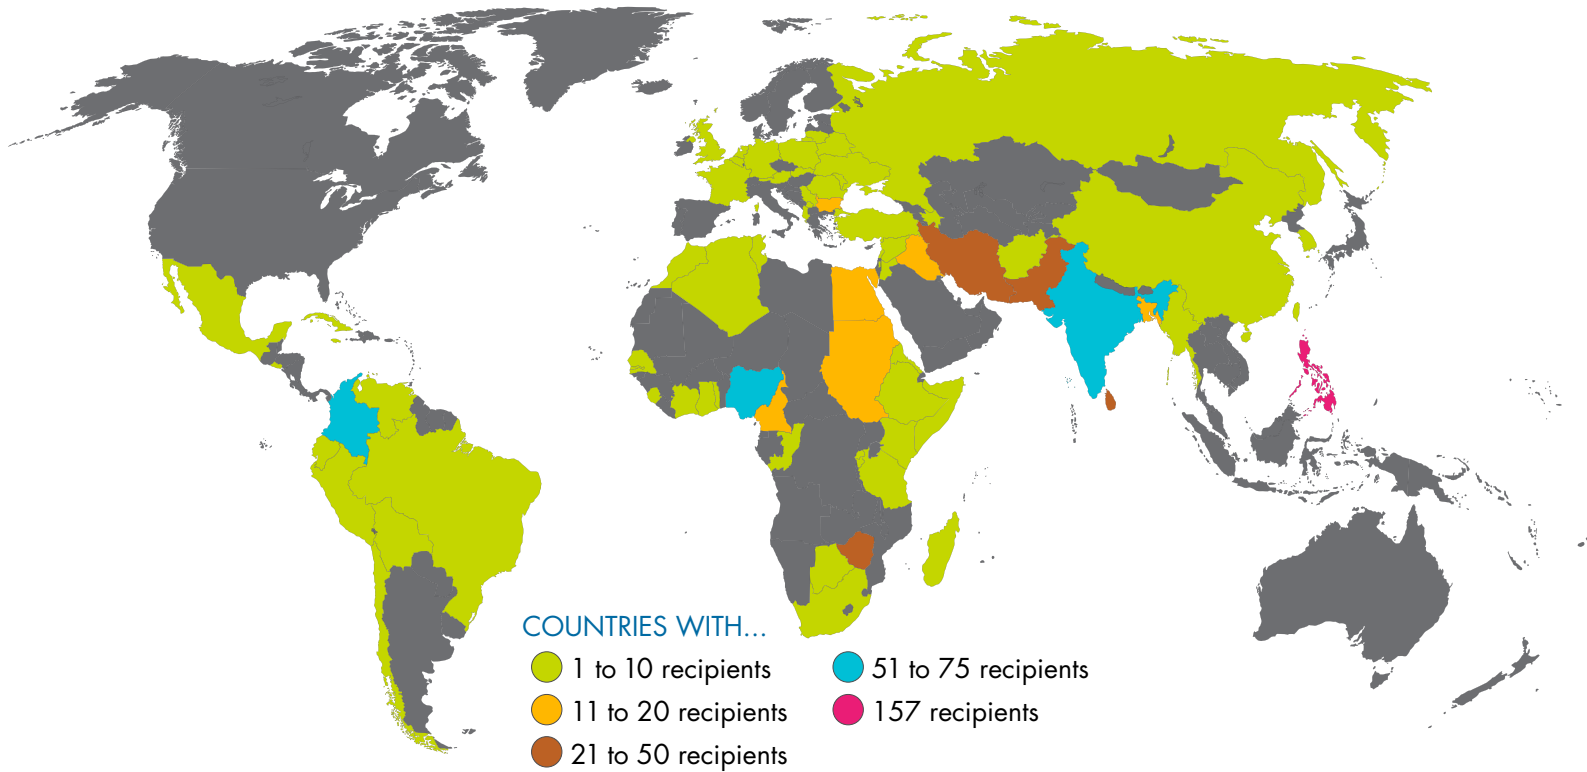 COUNTRIES WITH...
1 to 10 recipients
11 to 20 recipients
21 to 50 recipients
51 to 75 recipients
157 recipients